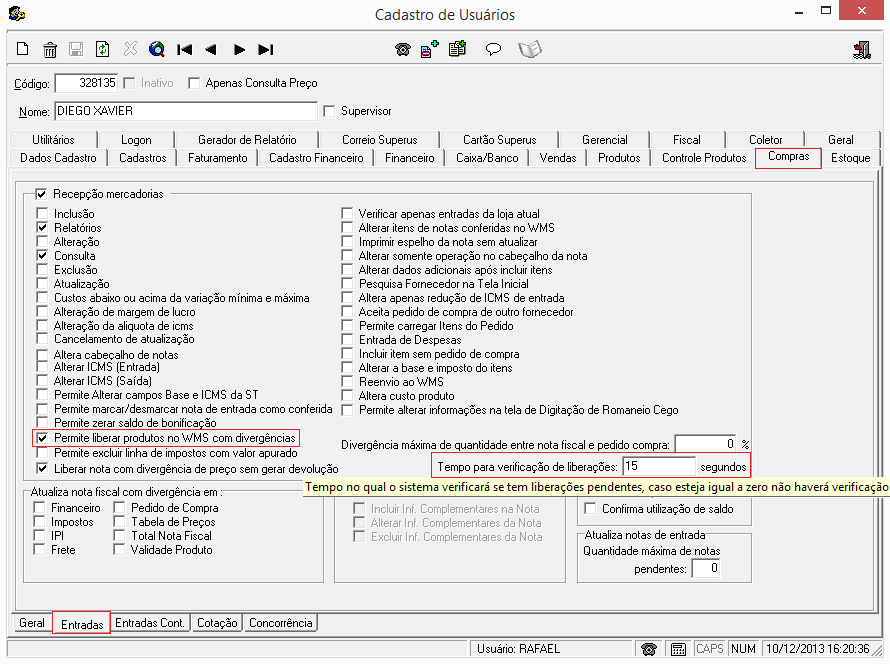 Cadastro de Usuários
Código: 328135 Inativo Apenas Consulta Preço
Nome: DIEGO XAVIER Supervisor
Utilitários Logon Gerador de Relatório Correio Superus Cartão Superus Gerencial Fiscal Coletor Geral
Dados Cadastro Cadastros Faturamento Cadastro Financeiro Financeiro Caixa/Banco Vendas Produtos Controle Produtos Compras Estoque
Recepção mercadorias
Inclusão
Relatórios
Alteração
Consulta
Exclusão
Atualização
Custos abaixo ou acima da variação mínima e máxima
Alteração de margem de lucro
Alteração da aliquota de icms
Cancelamento de atualização
Altera cabeçalho de notas
Alterar ICMS (Entrada)
Alterar ICMS (Saída)
Permite Alterar campos Base e ICMS da ST
Permite marcar/desmarcar nota de entrada como conferida
Permite zerar saldo de bonificação
Permite liberar produtos no WMS com divergências
Permite excluir linha de impostos com valor apurado
Liberar nota com divergência de preço sem gerar devolução
Verificar apenas entradas da loja atual
Alterar itens de notas conferidas no WMS
Imprimir espelho da nota sem atualizar
Alterar somente operação no cabeçalho da nota
Alterar dados adicionais após incluir itens
Pesquisa Fornecedor na Tela Inicial
Altera apenas redução de ICMS de entrada
Aceita pedido de compra de outro fornecedor
Permite carregar Itens do Pedido
Entrada de Despesas
Incluir item sem pedido de compra
Alterar a base e imposto do itens
Reenvio ao WMS
Altera custo produto
Permite alterar informações na tela de Digitação de Romaneio Cego
Divergência máxima de quantidade entre nota fiscal e pedido compra: 0 %
Tempo para verificação de liberações: 15 segundos
Tempo no qual o sistema verificará se tem liberações pendentes, caso esteja igual a zero não haverá verificação
Atualiza nota fiscal com divergência em :
Financeiro Pedido de Compra
Impostos Tabela de Preços
IPI Total Nota Fiscal
Frete Validade Produto
Incluir Inf. Complementares na Nota
Alterar Inf. Complementares da Nota
Excluir Inf. Complementares da Nota
Confirma utilização de saldo
Atualiza notas de entrada
Quantidade máxima de notas
pendentes: 0
Geral Entradas Entradas Cont. Cotação Concorrência
Usuário: RAFAEL CAPS NUM 10/12/2013 16:20:36